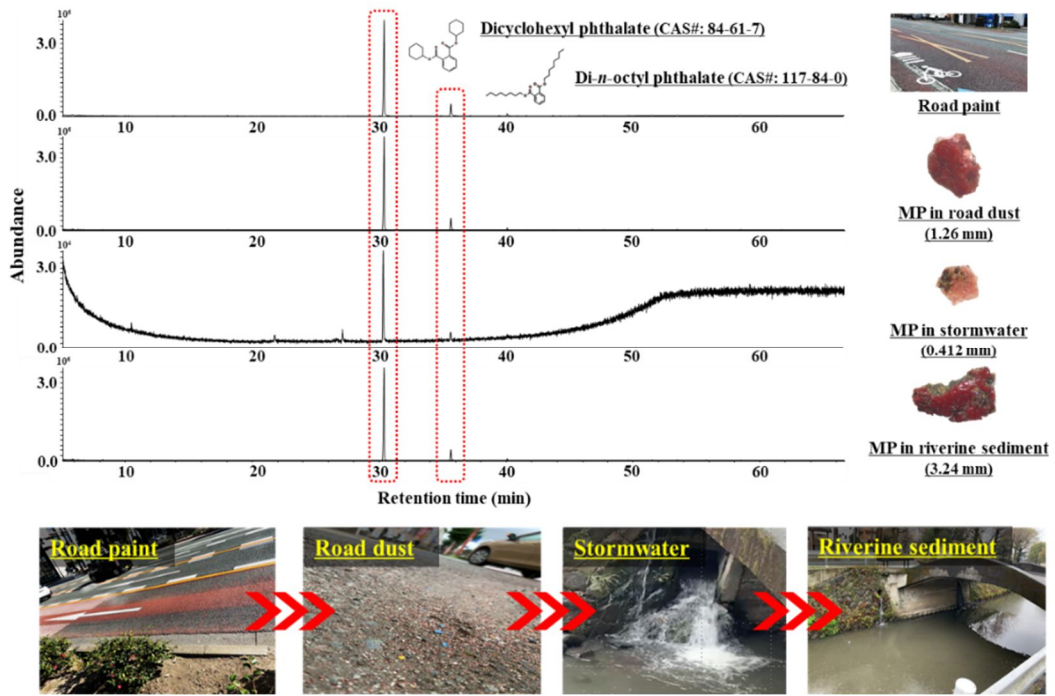 10⁶
3.0
Dicyclohexyl phthalate (CAS#: 84-61-7)
Di-n-octyl phthalate (CAS#: 117-84-0)
0.0
10 20 30 40 50 60
Road paint
10⁶
3.0
0.0
10 20 30 40 50 60
MP in road dust
(1.26 mm)
Abundance
10⁴
3.0
0.0
10 20 30 40 50 60
MP in stormwater
(0.412 mm)
10⁶
3.0
0.0
10 20 30 40 50 60
MP in riverine sediment
(3.24 mm)
Retention time (min)
Road paint
Road dust
Stormwater
Riverine sediment